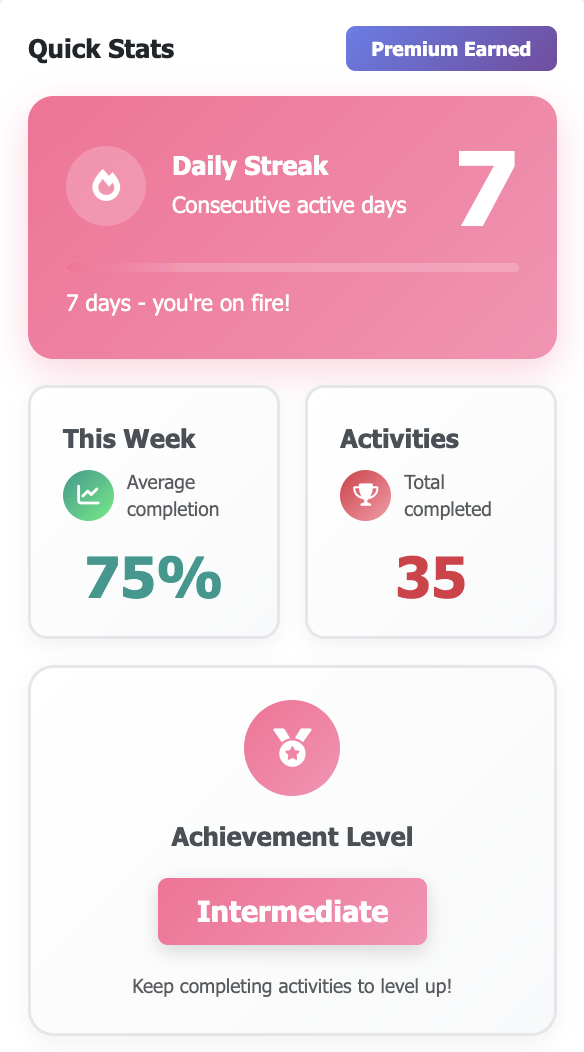 Quick Stats
Premium Earned
Daily Streak
Consecutive active days
7
7 days - you're on fire!
This Week
Average
completion
75%
Activities
Total
completed
35
Achievement Level
Intermediate
Keep completing activities to level up!